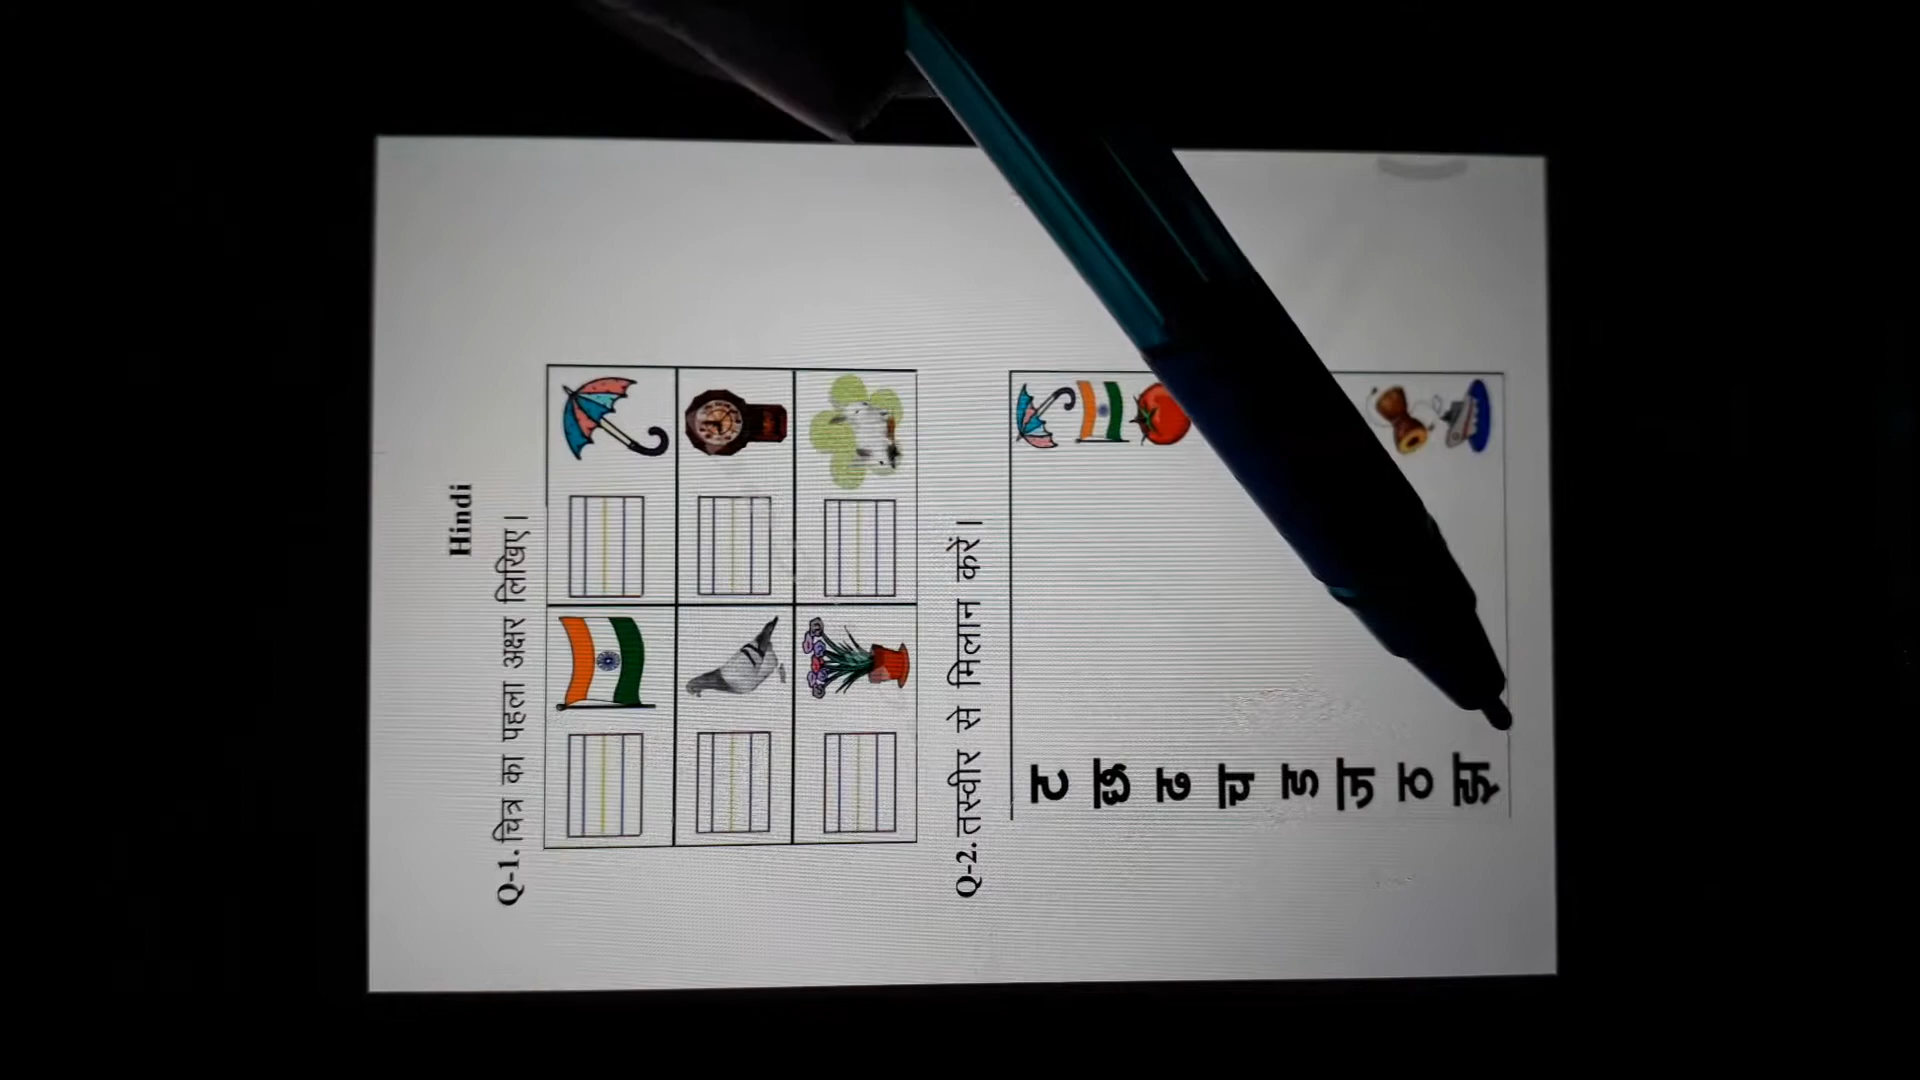 Hindi
Q-1. चित्र का पहला अक्षर लिखिए।
Q-2. तस्वीर से मिलान करें।
ट
छ
ढ
च
ड
ज
ठ
झ